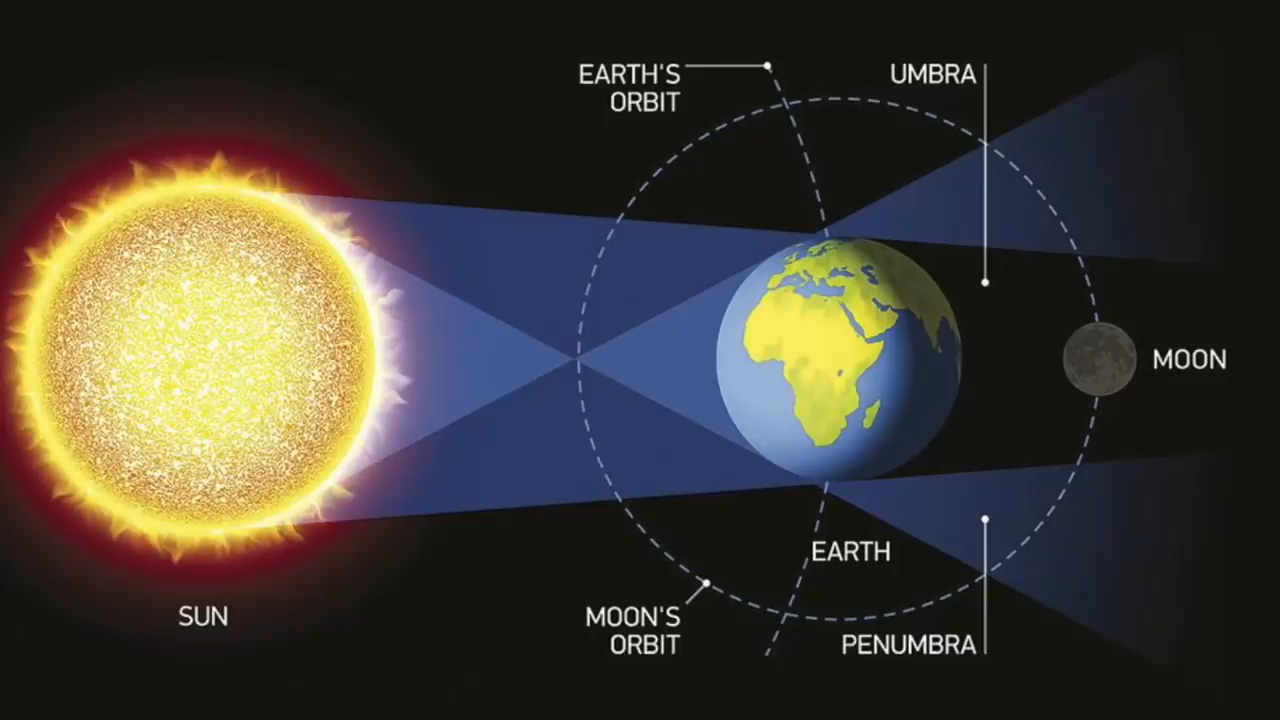 EARTH'S
ORBIT
UMBRA
MOON
EARTH
SUN
MOON'S
ORBIT
PENUMBRA